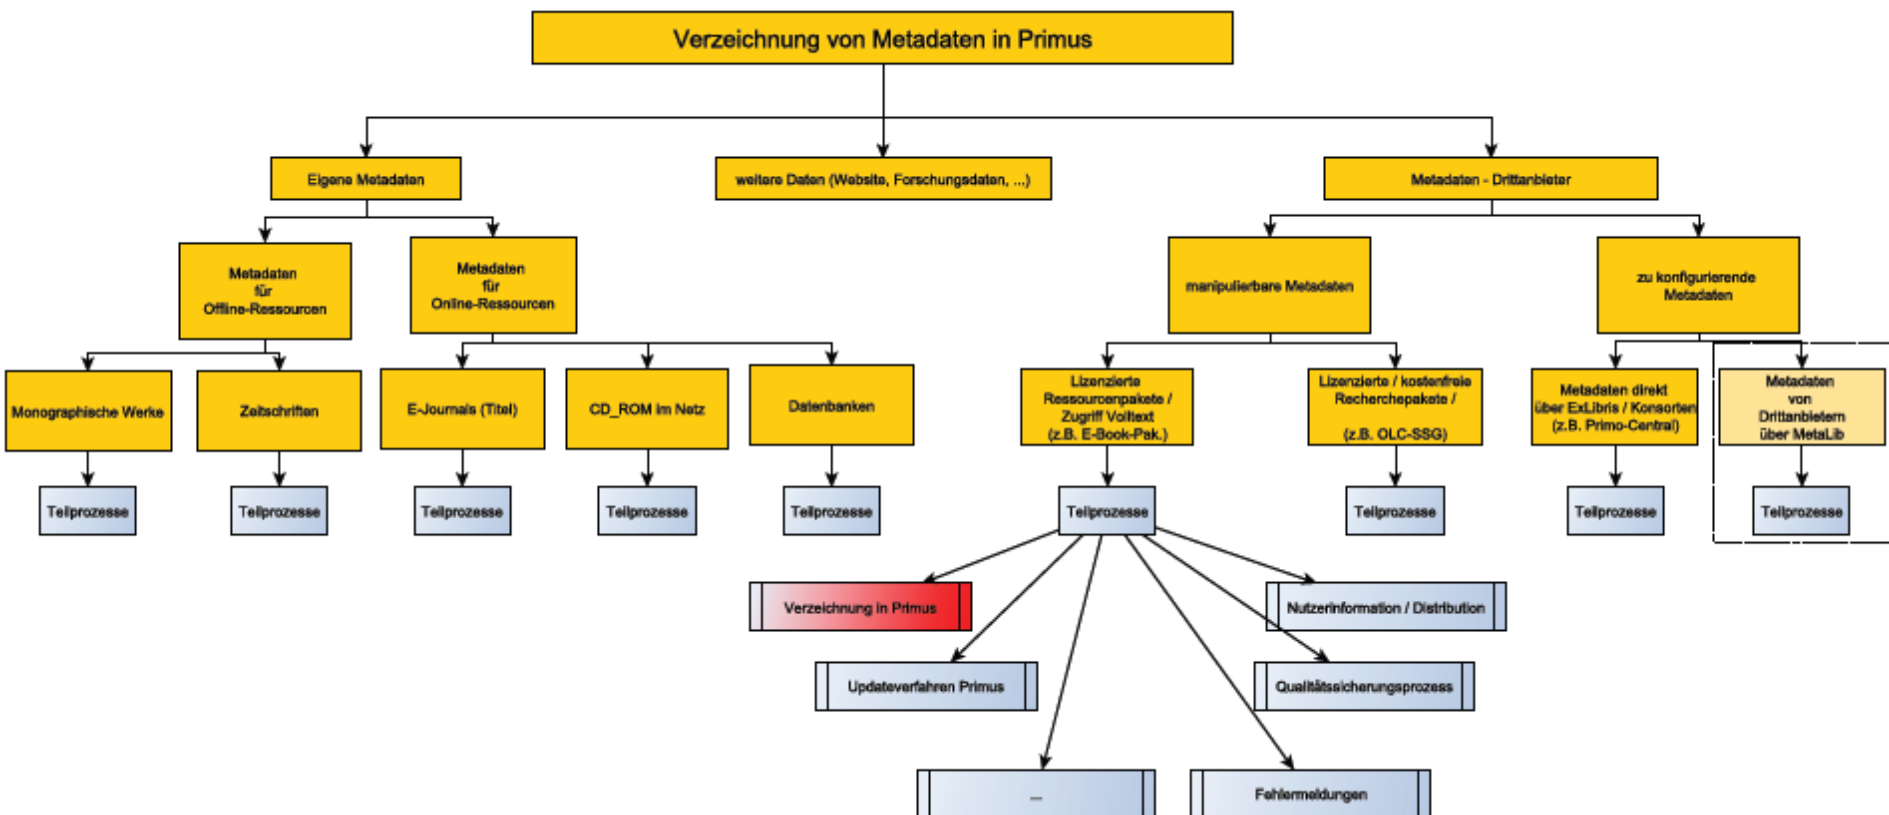 Verzeichnung von Metadaten in Primus
Eigene Metadaten
weitere Daten (Website, Forschungsdaten, ...)
Metadaten - Drittanbieter
Metadaten
für
Offline-Ressourcen
Metadaten
für
Online-Ressourcen
manipulierbare Metadaten
zu konfigurierende
Metadaten
Monographische Werke
Zeitschriften
E-Journals (Titel)
CD_ROM im Netz
Datenbanken
Lizenzierte
Ressourcenpakete /
Zugriff Volltext
(z.B. E-Book-Pak.)
Lizenzierte / kostenfreie
Recherchepakete /
(z.B. OLC-SSG)
Metadaten direkt
über ExLibris / Konsorten
(z.B. Primo-Central)
Metadaten
von
Drittanbietern
über MetaLib
Teilprozesse
Teilprozesse
Teilprozesse
Teilprozesse
Teilprozesse
Teilprozesse
Teilprozesse
Teilprozesse
Teilprozesse
Verzeichnung in Primus
Nutzerinformation / Distribution
Updateverfahren Primus
Qualitätssicherungsprozess
...
Fehlermeldungen